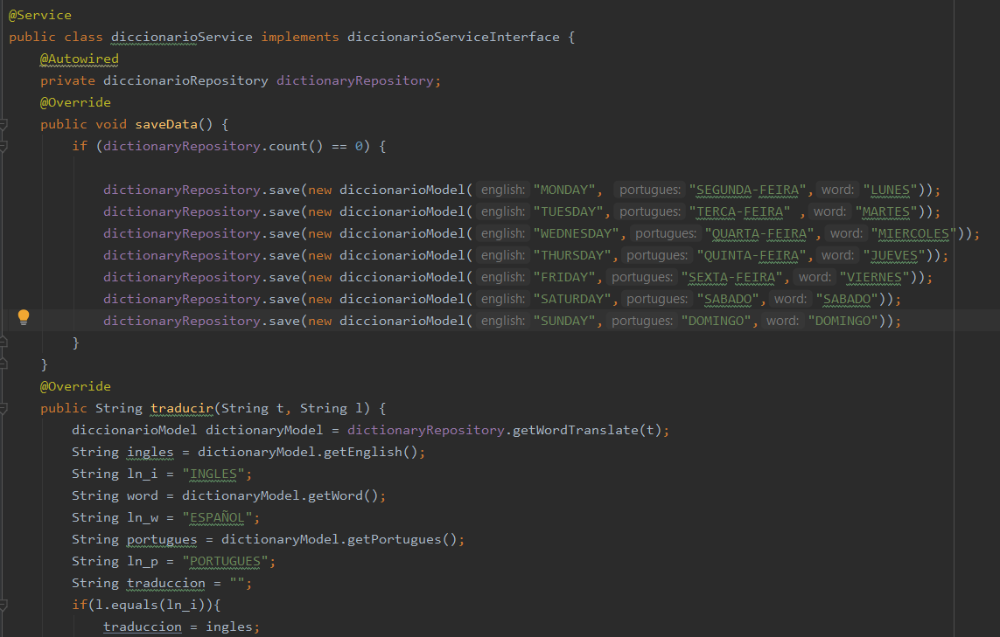 @Service
public class diccionarioService implements diccionarioServiceInterface {
@Autowired
private diccionarioRepository dictionaryRepository;
@Override
public void saveData() {
if (dictionaryRepository.count() == 0) {
dictionaryRepository.save(new diccionarioModel( english: "MONDAY", portugues: "SEGUNDA-FEIRA", word: "LUNES"));
dictionaryRepository.save(new diccionarioModel( english: "TUESDAY", portugues: "TERCA-FEIRA" , word: "MARTES"));
dictionaryRepository.save(new diccionarioModel( english: "WEDNESDAY", portugues: "QUARTA-FEIRA", word: "MIERCOLES"));
dictionaryRepository.save(new diccionarioModel( english: "THURSDAY", portugues: "QUINTA-FEIRA", word: "JUEVES"));
dictionaryRepository.save(new diccionarioModel( english: "FRIDAY", portugues: "SEXTA-FEIRA", word: "VIERNES"));
dictionaryRepository.save(new diccionarioModel( english: "SATURDAY", portugues: "SABADO", word: "SABADO"));
dictionaryRepository.save(new diccionarioModel( english: "SUNDAY", portugues: "DOMINGO", word: "DOMINGO"));
}
}
@Override
public String traducir(String t, String l) {
diccionarioModel dictionaryModel = dictionaryRepository.getWordTranslate(t);
String ingles = dictionaryModel.getEnglish();
String ln_i = "INGLES";
String word = dictionaryModel.getWord();
String ln_w = "ESPAÑOL";
String portugues = dictionaryModel.getPortugues();
String ln_p = "PORTUGUES";
String traduccion = "";
if(l.equals(ln_i)){
traduccion = ingles;